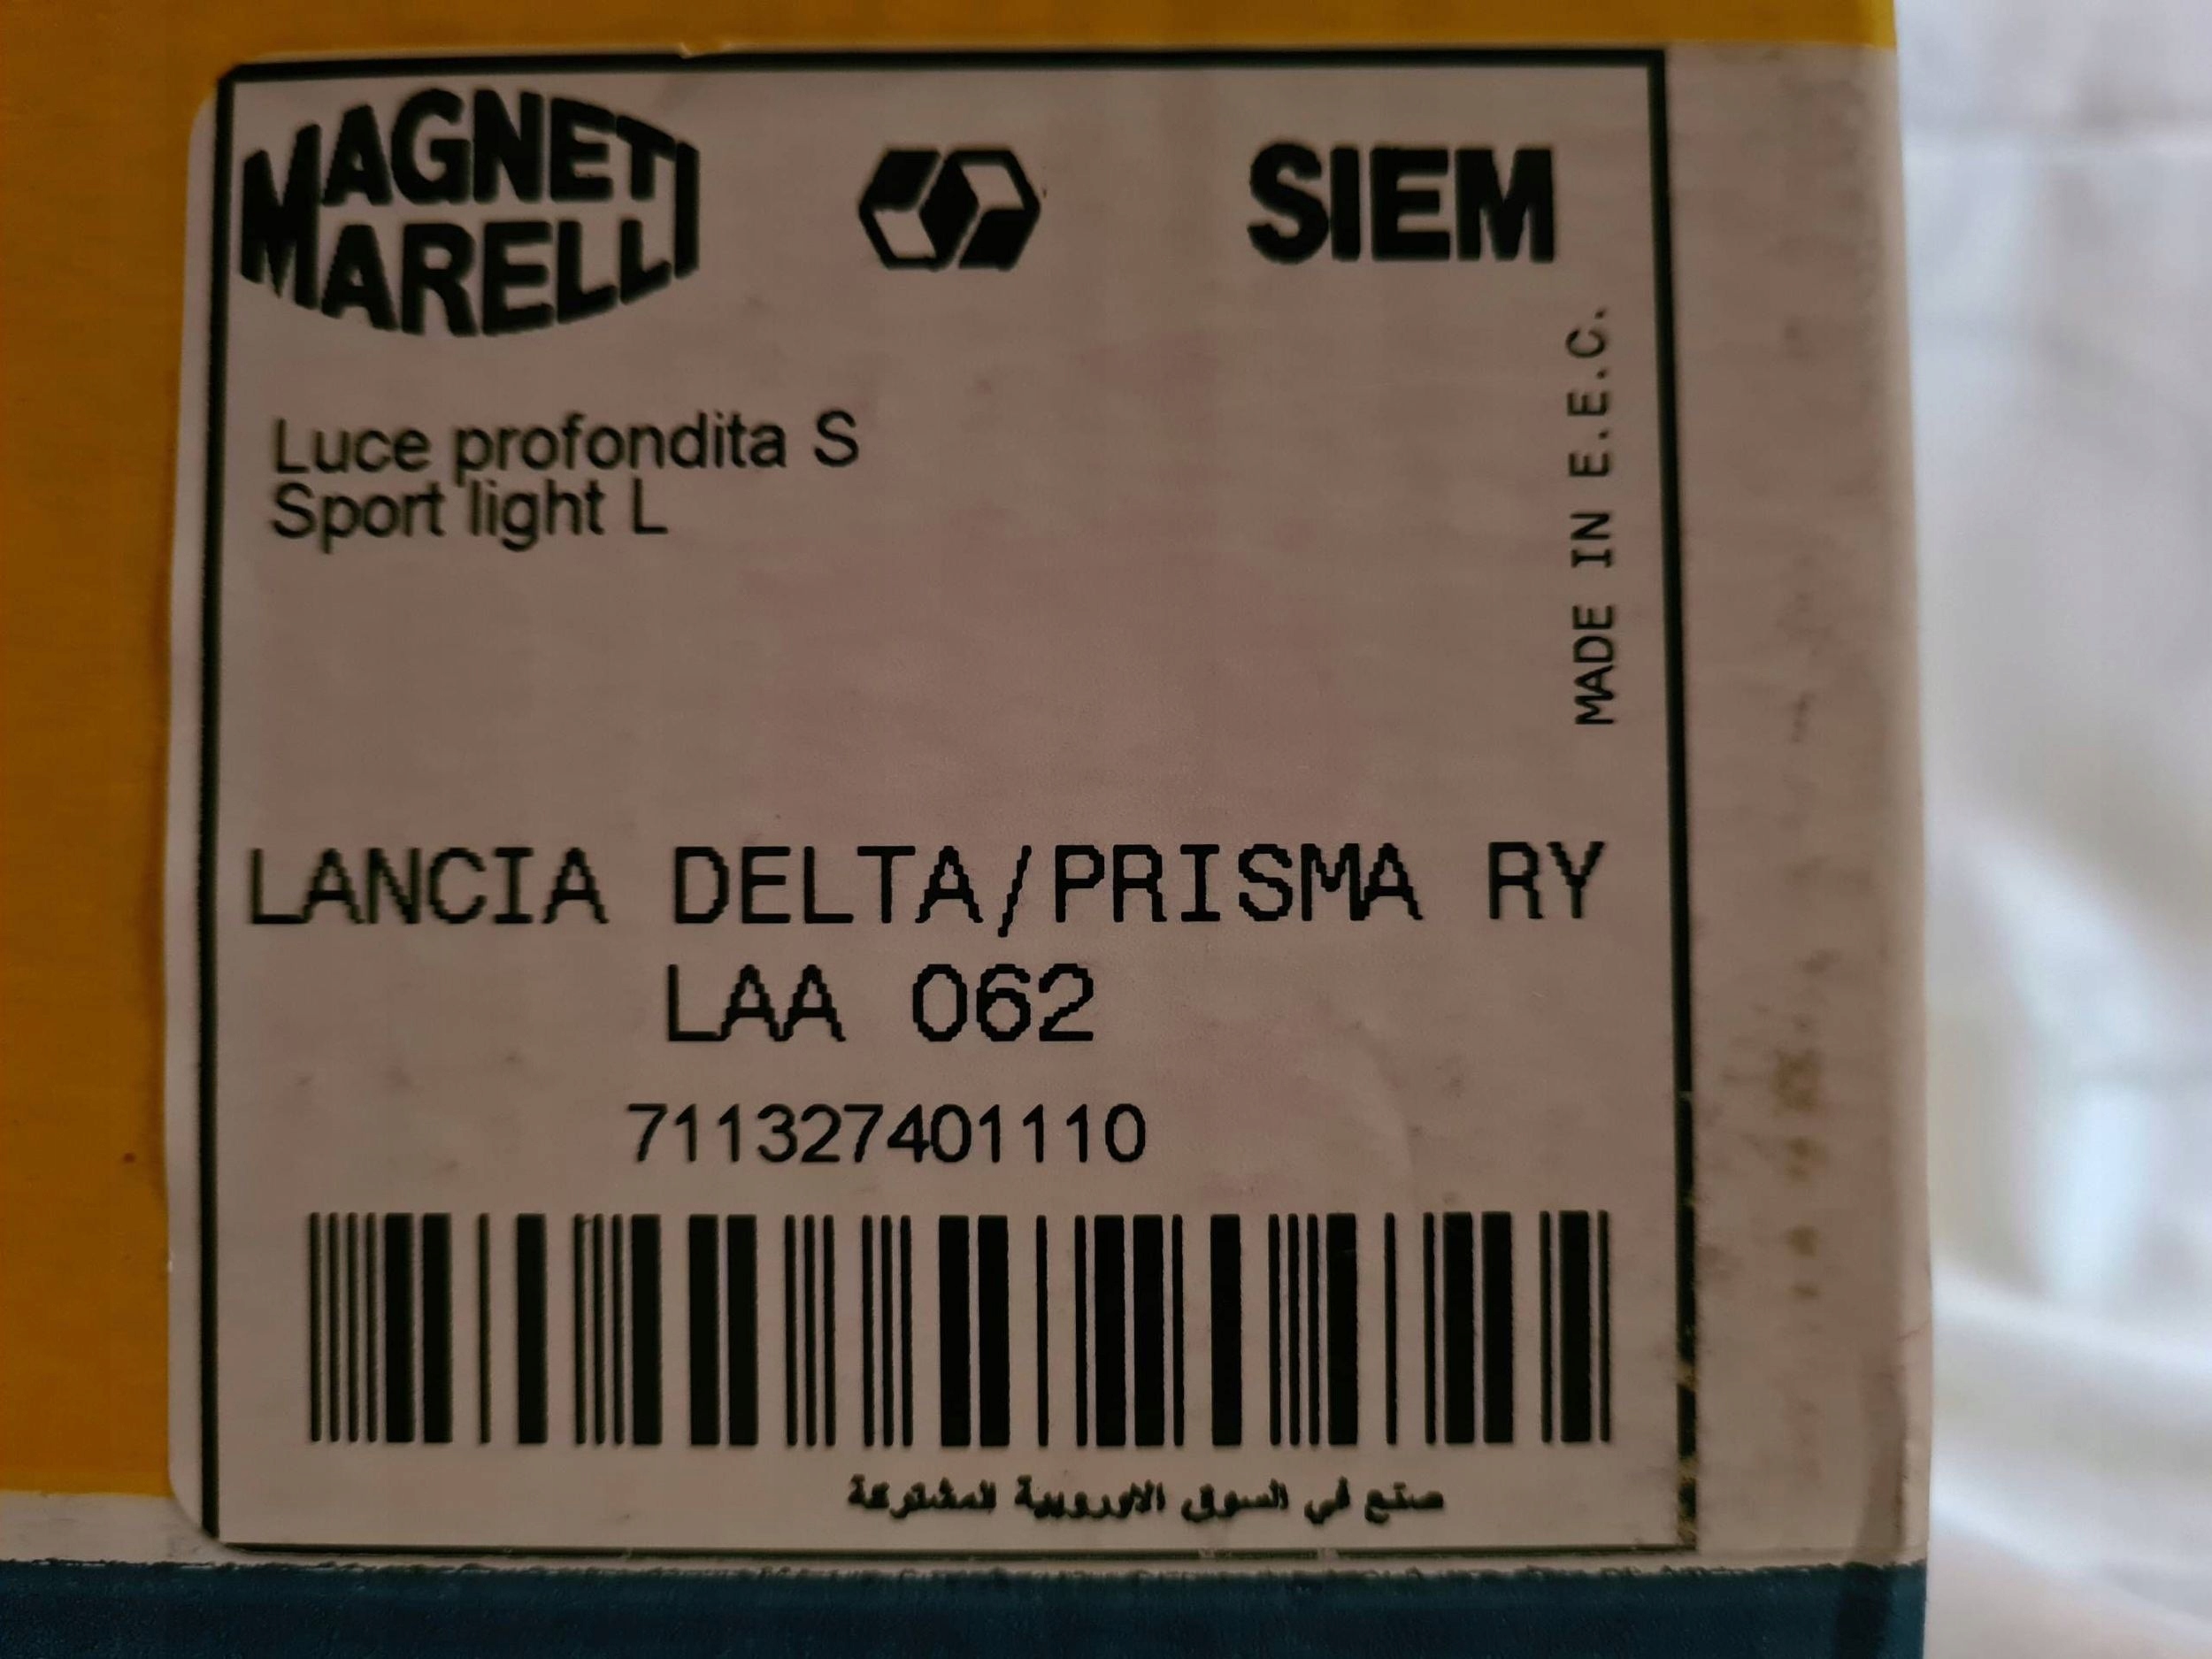 MAGNETI
MARELLI
SIEM
Luce profondita S
Sport light L
MADE IN E.E.C.
LANCIA DELTA/PRISMA RY
LAA 062
711327401110
صنع في السوق الاوروبية المشتركة